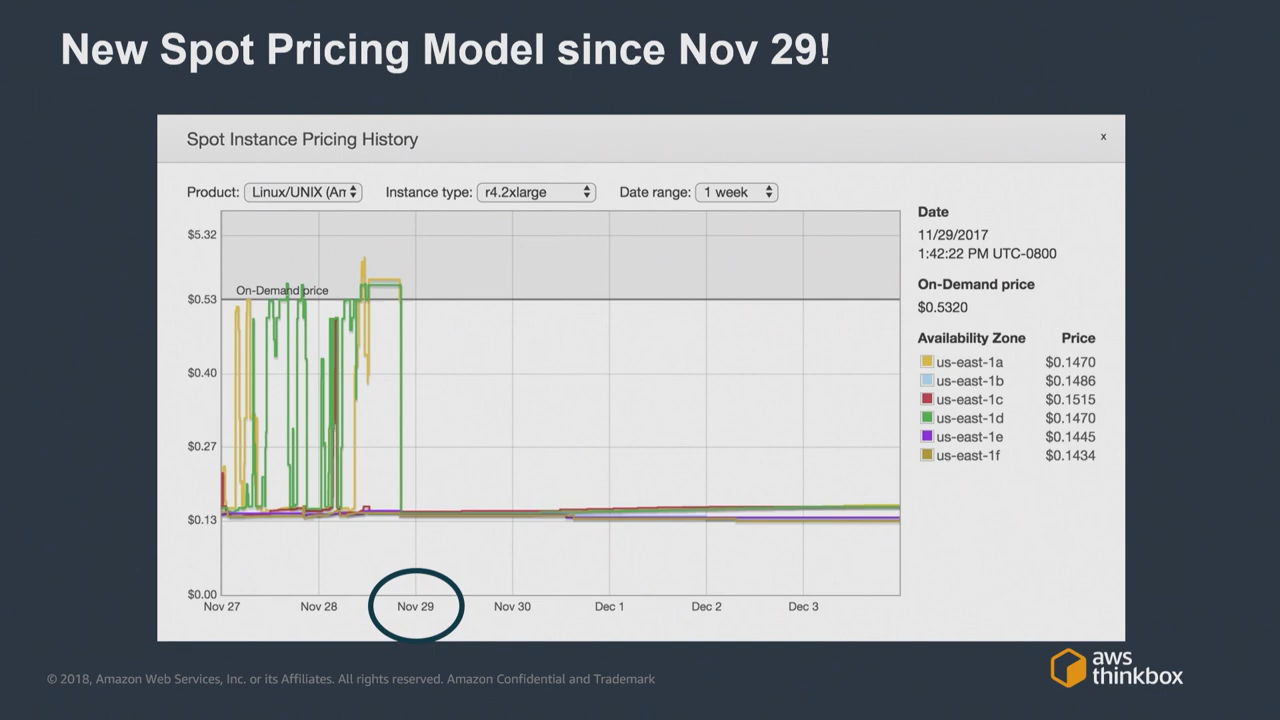 New Spot Pricing Model since Nov 29!
Spot Instance Pricing History
x
Product: Linux/UNIX (An Instance type: r4.2xlarge Date range: 1 week
$5.32
On-Demand price
$0.53
$0.40
$0.27
$0.13
$0.00
Nov 27 Nov 28 Nov 29 Nov 30 Dec 1 Dec 2 Dec 3
Date
11/29/2017
1:42:22 PM UTC-0800
On-Demand price
$0.5320
Availability Zone Price
us-east-1a $0.1470
us-east-1b $0.1486
us-east-1c $0.1515
us-east-1d $0.1470
us-east-1e $0.1445
us-east-1f $0.1434
© 2018, Amazon Web Services, Inc. or its Affiliates. All rights reserved. Amazon Confidential and Trademark
aws
thinkbox